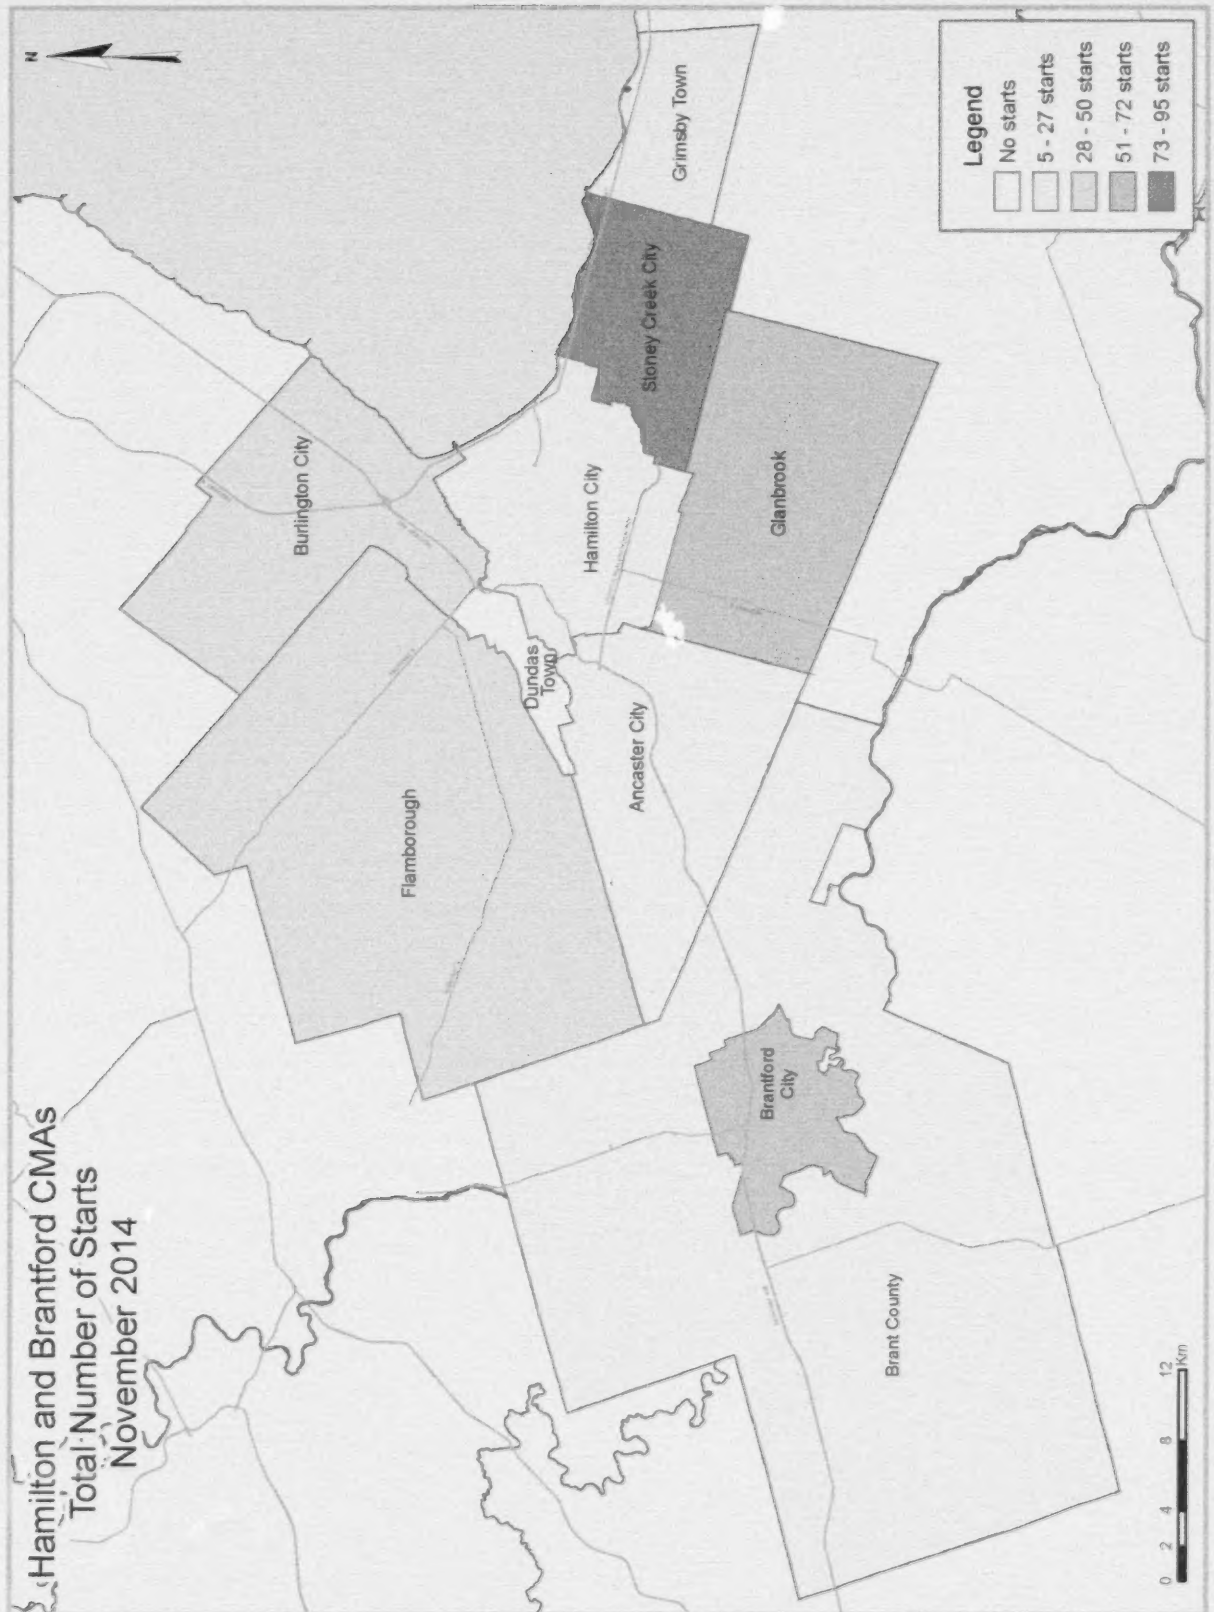 Hamilton and Brantford CMAs
Total Number of Starts
November 2014
N
Burlington City
Flamborough
Dundas
Town
Hamilton City
Stoney Creek City
Grimsby Town
Ancaster City
Glanbrook
Brantford
City
Brant County
0 2 4 8 12
Km
Legend
No starts
5 - 27 starts
28 - 50 starts
51 - 72 starts
73 - 95 starts